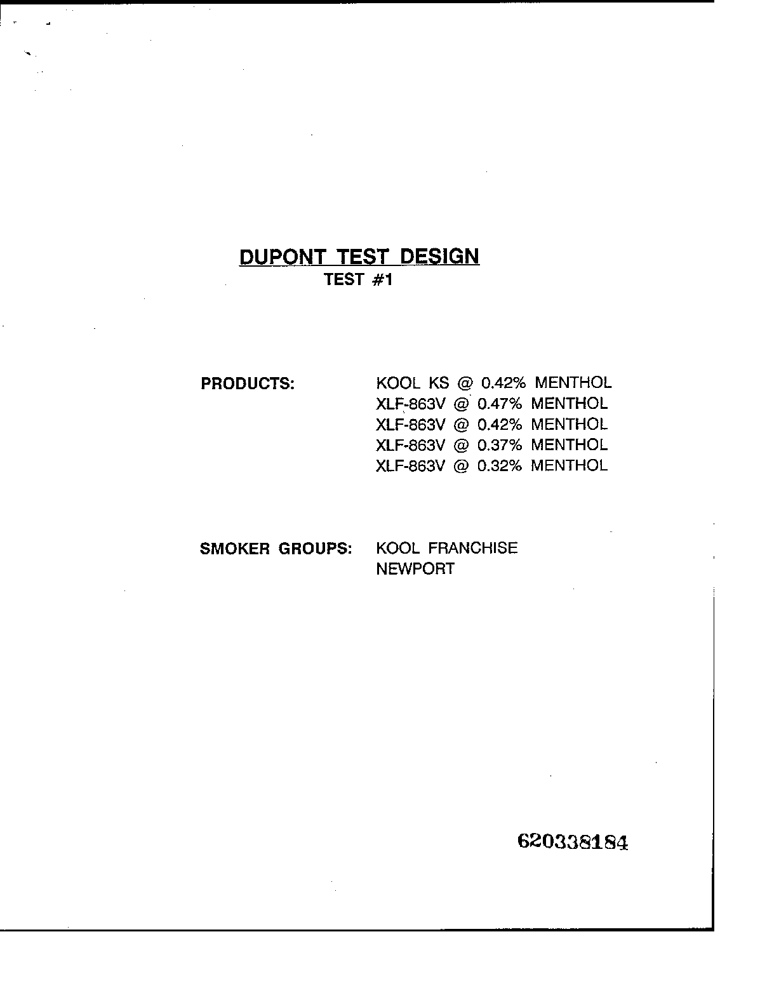 DUPONT TEST DESIGN
TEST #1
PRODUCTS: KOOL KS @ 0.42% MENTHOL
XLF-863V @ 0.47% MENTHOL
XLF-863V @ 0.42% MENTHOL
XLF-863V @ 0.37% MENTHOL
XLF-863V @ 0.32% MENTHOL
SMOKER GROUPS: KOOL FRANCHISE
NEWPORT
620338184